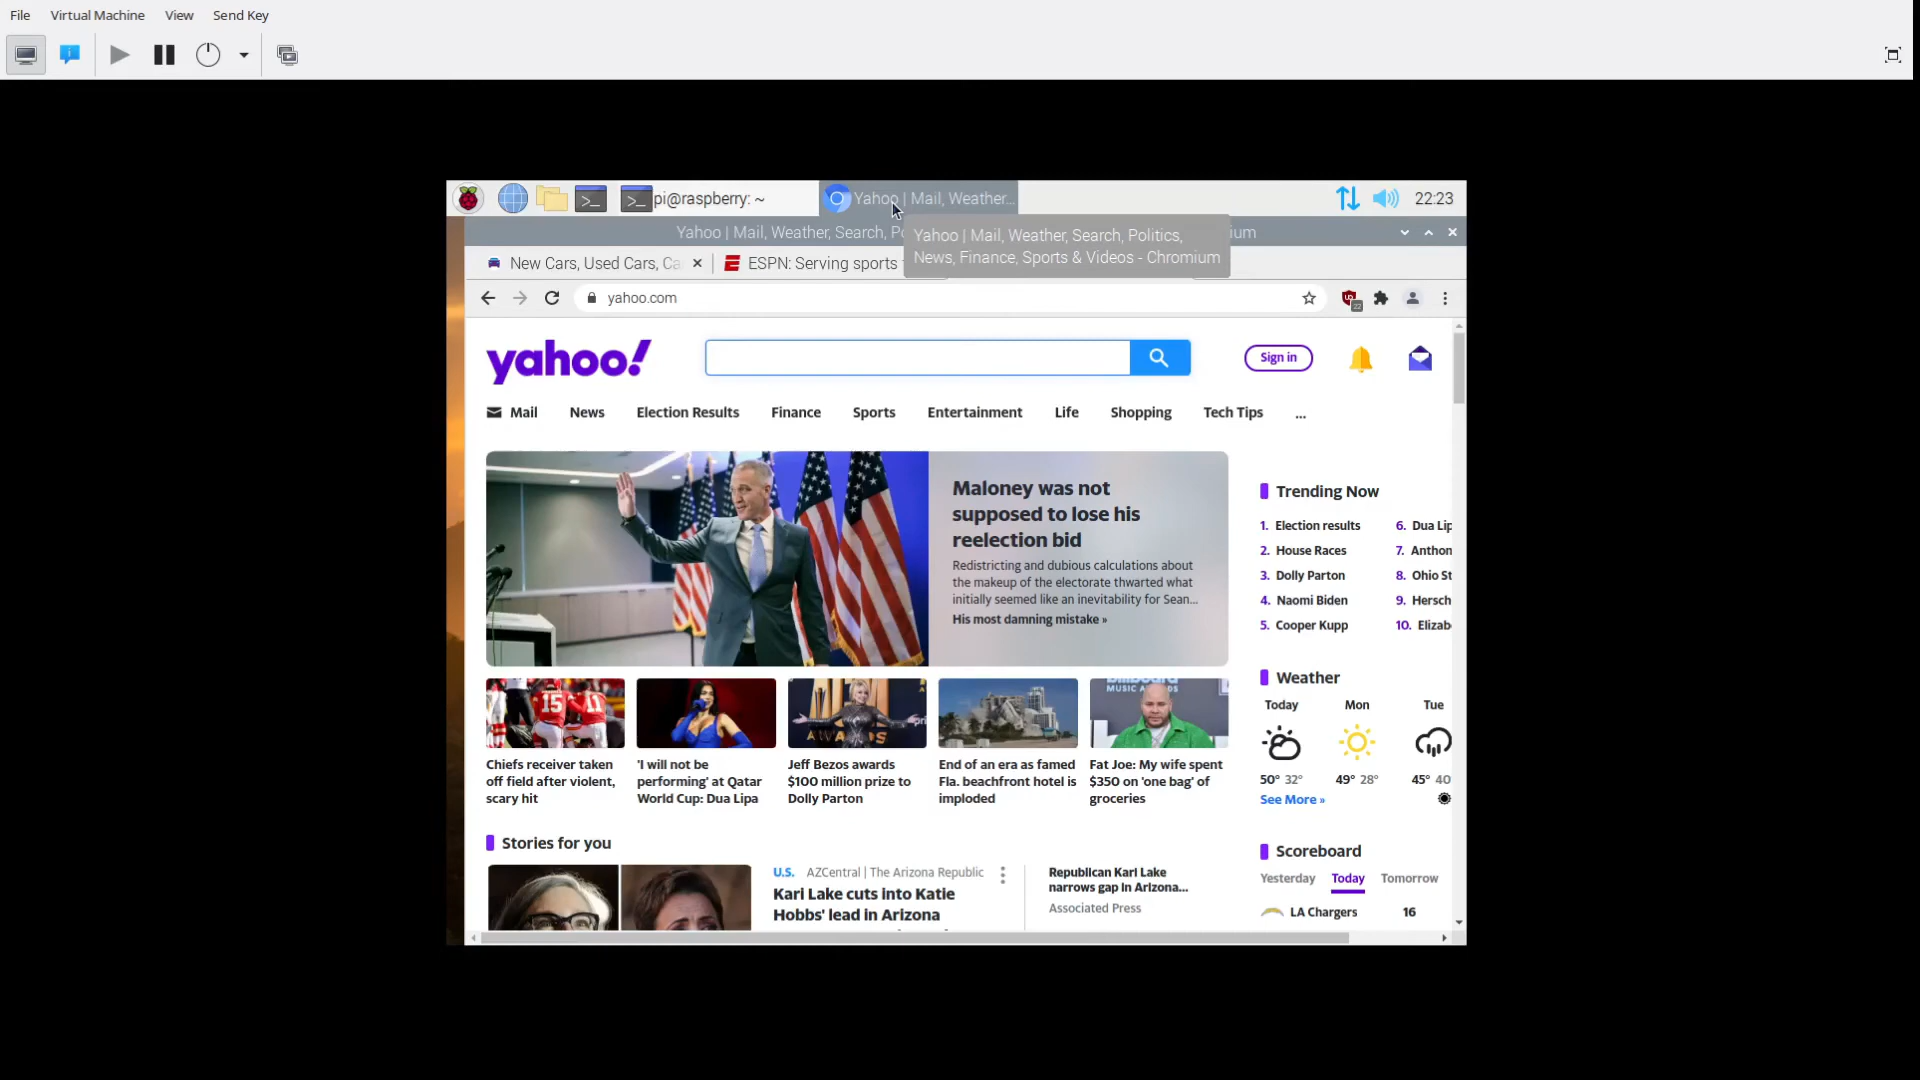 File Virtual Machine View Send Key
pi@raspberry: ~ Yahoo | Mail, Weather... 22:23
Yahoo | Mail, Weather, Search, Po ium
Yahoo | Mail, Weather, Search, Politics,
News, Finance, Sports & Videos - Chromium
New Cars, Used Cars, Ca ESPN: Serving sports
yahoo.com
yahoo! Sign in
Mail News Election Results Finance Sports Entertainment Life Shopping Tech Tips ...
Maloney was not
supposed to lose his
reelection bid
Redistricting and dubious calculations about
the makeup of the electorate thwarted what
initially seemed like an inevitability for Sean...
His most damning mistake »
Trending Now
1. Election results 6. Dua Lip
2. House Races 7. Anthon
3. Dolly Parton 8. Ohio St
4. Naomi Biden 9. Hersch
5. Cooper Kupp 10. Elizab
Weather
Today Mon Tue
50° 32° 49° 28° 45° 40
See More »
15 11
MUSIC AWARDS
Chiefs receiver taken
off field after violent,
scary hit
'I will not be
performing' at Qatar
World Cup: Dua Lipa
Jeff Bezos awards
$100 million prize to
Dolly Parton
End of an era as famed
Fla. beachfront hotel is
imploded
Fat Joe: My wife spent
$350 on 'one bag' of
groceries
Stories for you
U.S. AZCentral | The Arizona Republic
Kari Lake cuts into Katie
Hobbs' lead in Arizona
Republican Kari Lake
narrows gap in Arizona...
Associated Press
Scoreboard
Yesterday Today Tomorrow
LA Chargers 16